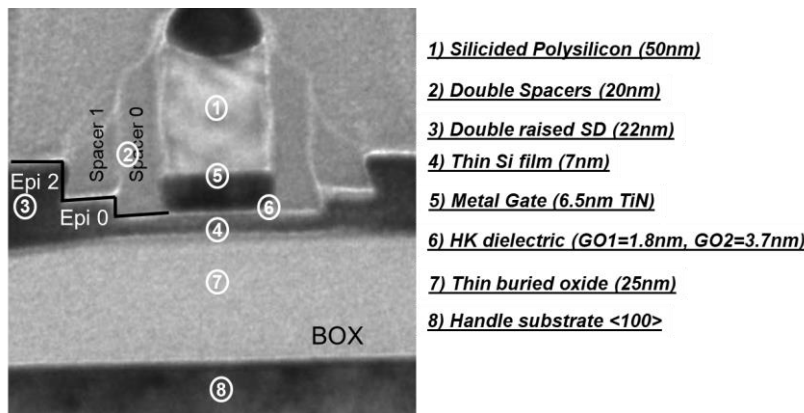 Spacer 1
Spacer 0
1
2
5
Epi 2
3
Epi 0
6
4
7
BOX
8
1) Silicided Polysilicon (50nm)
2) Double Spacers (20nm)
3) Double raised SD (22nm)
4) Thin Si film (7nm)
5) Metal Gate (6.5nm TiN)
6) HK dielectric (GO1=1.8nm, GO2=3.7nm)
7) Thin buried oxide (25nm)
8) Handle substrate <100>